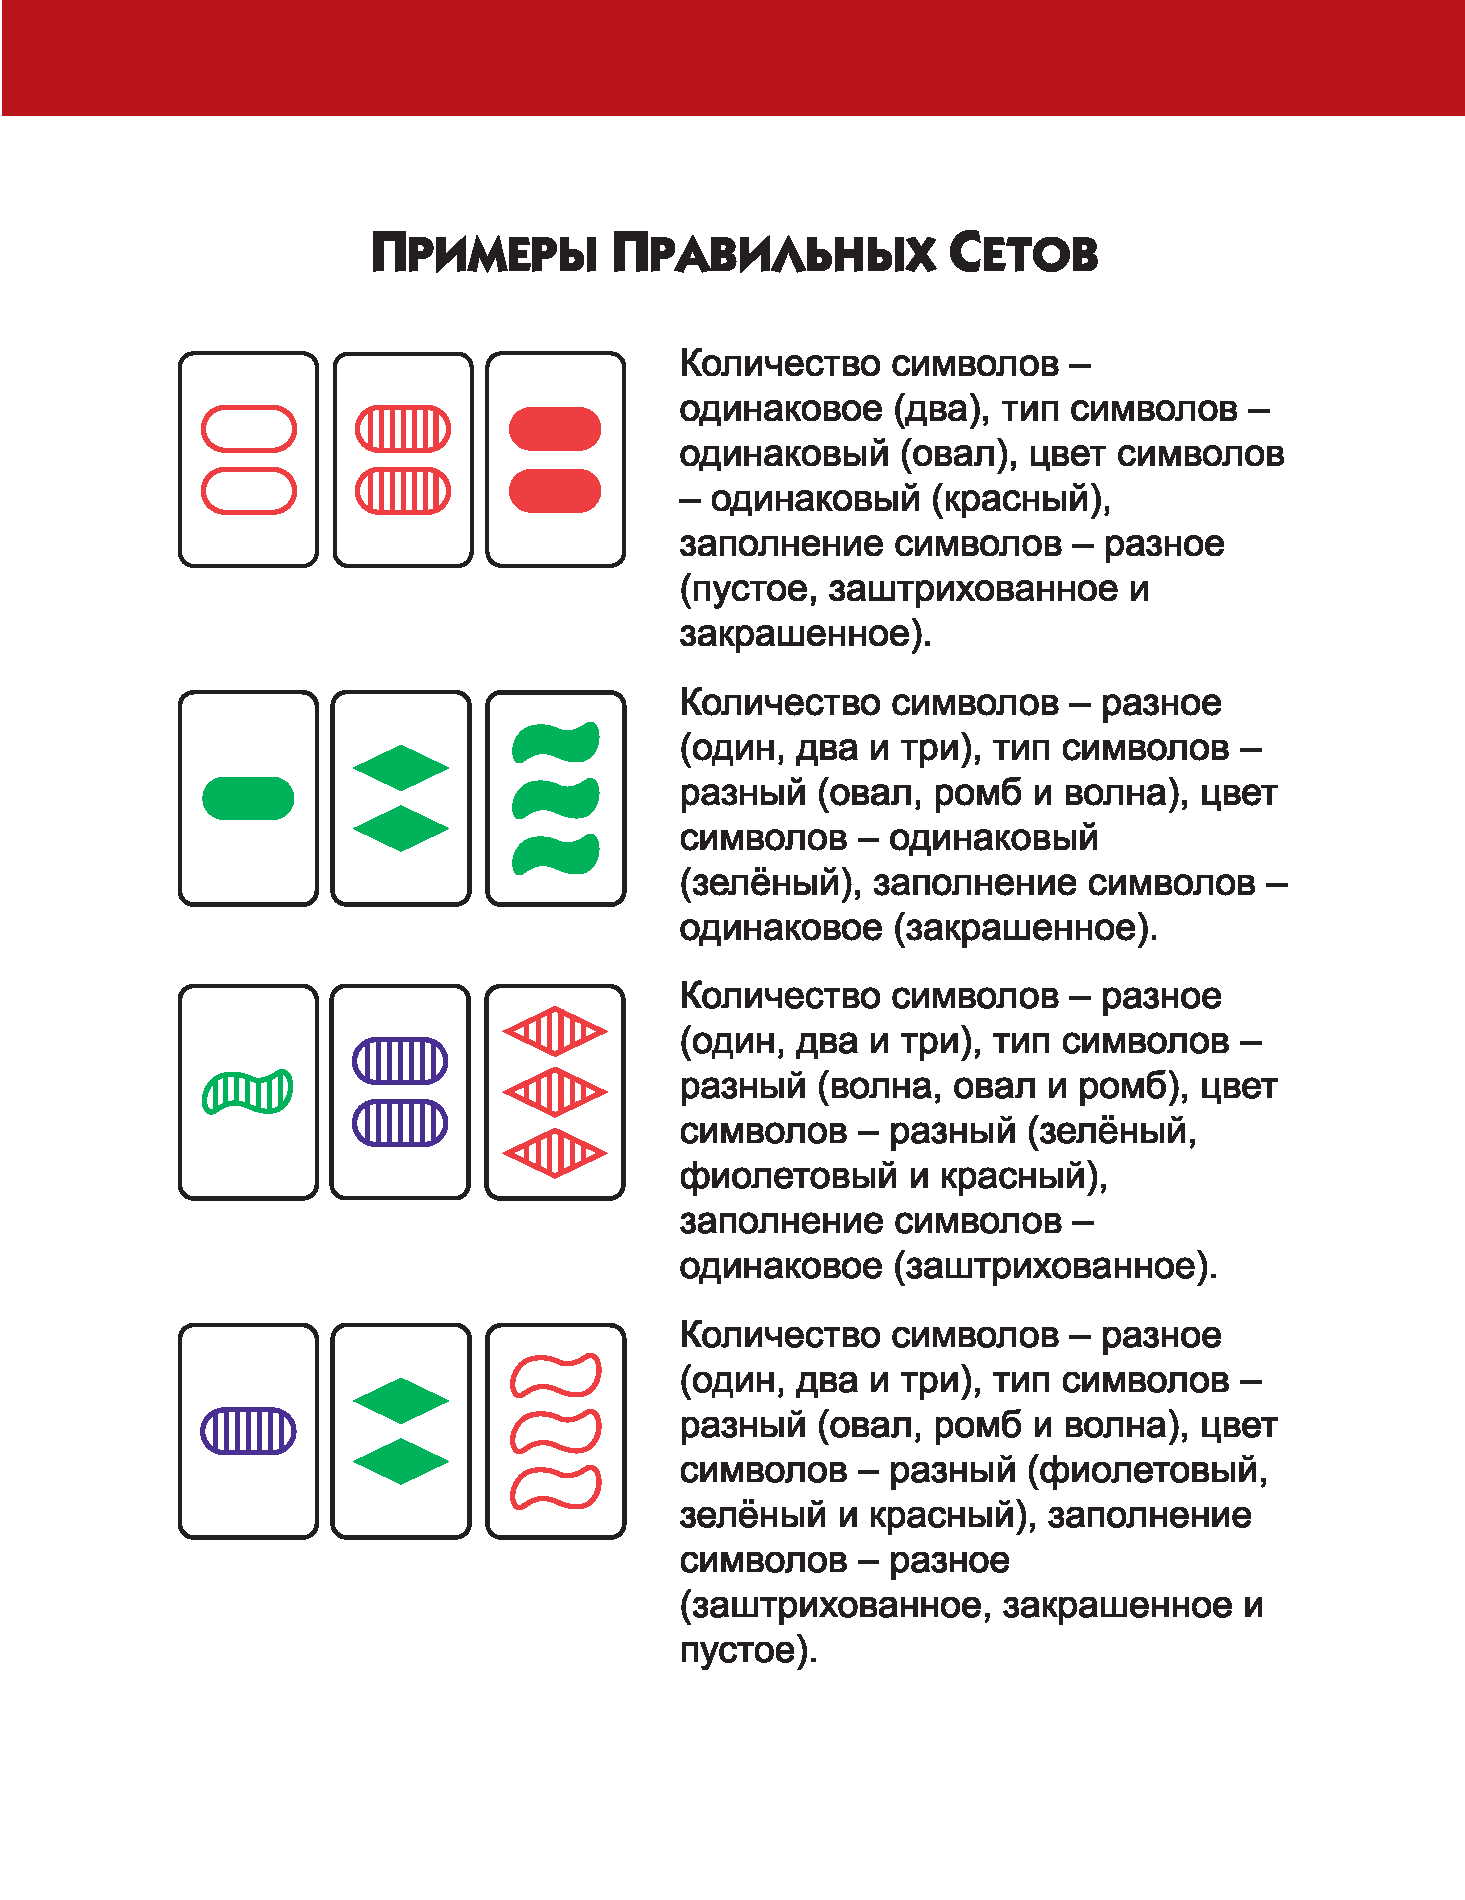 Примеры Правильных Сетов
Количество символов –
одинаковое (два), тип символов –
одинаковый (овал), цвет символов
– одинаковый (красный),
заполнение символов – разное
(пустое, заштрихованное и
закрашенное).
Количество символов – разное
(один, два и три), тип символов –
разный (овал, ромб и волна), цвет
символов – одинаковый
(зелёный), заполнение символов –
одинаковое (закрашенное).
Количество символов – разное
(один, два и три), тип символов –
разный (волна, овал и ромб), цвет
символов – разный (зелёный,
фиолетовый и красный),
заполнение символов –
одинаковое (заштрихованное).
Количество символов – разное
(один, два и три), тип символов –
разный (овал, ромб и волна), цвет
символов – разный (фиолетовый,
зелёный и красный), заполнение
символов – разное
(заштрихованное, закрашенное и
пустое).